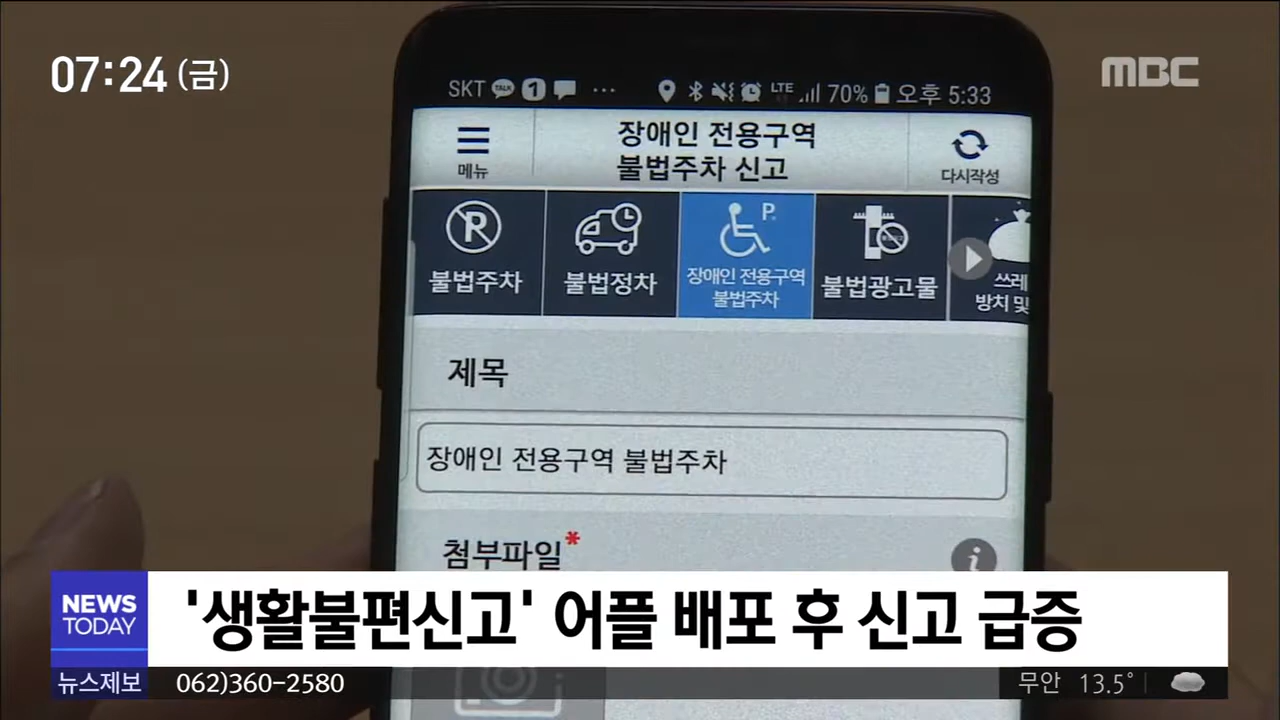 07:24 (금)
MBC
SKT TALK 1 ... LTE 70% 오후 5:33
메뉴
장애인 전용구역
불법주차 신고
다시작성
불법주차
불법정차
P
장애인 전용구역
불법주차
불법광고물
쓰레
방치 및
제목
장애인 전용구역 불법주차
첨부파일*
i
NEWS
TODAY
'생활불편신고' 어플 배포 후 신고 급증
뉴스제보
062)360-2580
무안 13.5°